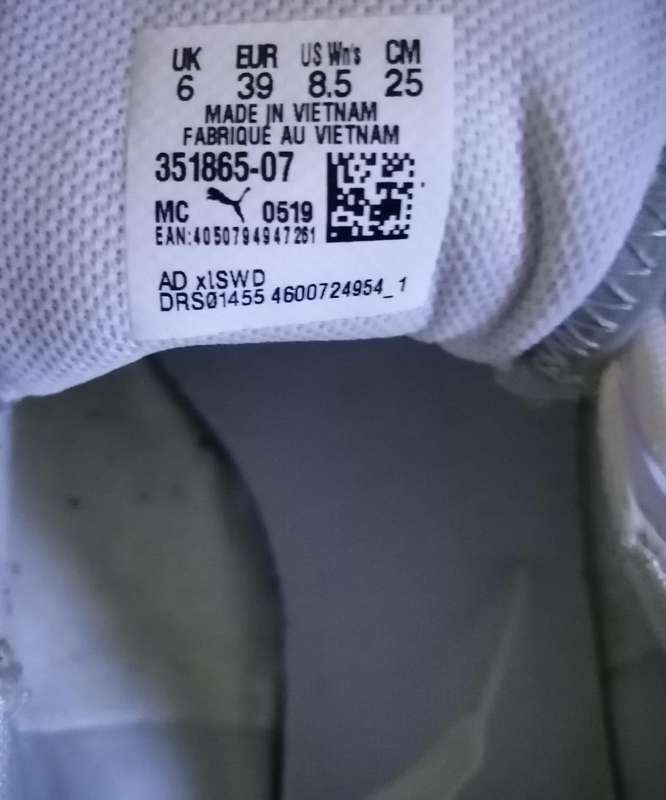 UK EUR US Wn's CM
6 39 8.5 25
MADE IN VIETNAM
FABRIQUÉ AU VIETNAM
351865-07
MC 0519
EAN:4050794947261
AD xlSWD
DRS01455 4600724954_1